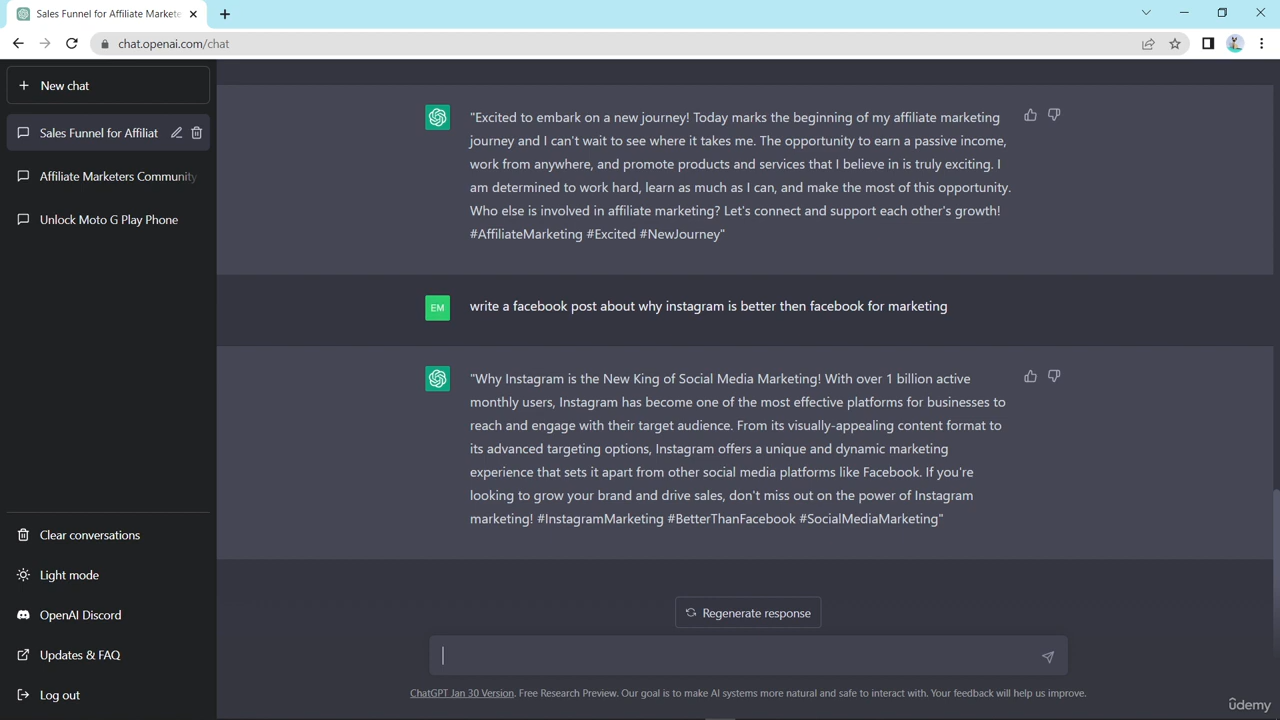 Sales Funnel for Affiliate Markete
chat.openai.com/chat
New chat
Sales Funnel for Affiliat
Affiliate Marketers Community
Unlock Moto G Play Phone
Clear conversations
Light mode
OpenAI Discord
Updates & FAQ
Log out
"Excited to embark on a new journey! Today marks the beginning of my affiliate marketing
journey and I can't wait to see where it takes me. The opportunity to earn a passive income,
work from anywhere, and promote products and services that I believe in is truly exciting. I
am determined to work hard, learn as much as I can, and make the most of this opportunity.
Who else is involved in affiliate marketing? Let's connect and support each other's growth!
#AffiliateMarketing #Excited #NewJourney"
EM
write a facebook post about why instagram is better then facebook for marketing
"Why Instagram is the New King of Social Media Marketing! With over 1 billion active
monthly users, Instagram has become one of the most effective platforms for businesses to
reach and engage with their target audience. From its visually-appealing content format to
its advanced targeting options, Instagram offers a unique and dynamic marketing
experience that sets it apart from other social media platforms like Facebook. If you're
looking to grow your brand and drive sales, don't miss out on the power of Instagram
marketing! #InstagramMarketing #BetterThanFacebook #SocialMediaMarketing"
Regenerate response
ChatGPT Jan 30 Version. Free Research Preview. Our goal is to make AI systems more natural and safe to interact with. Your feedback will help us improve.
ûdemy